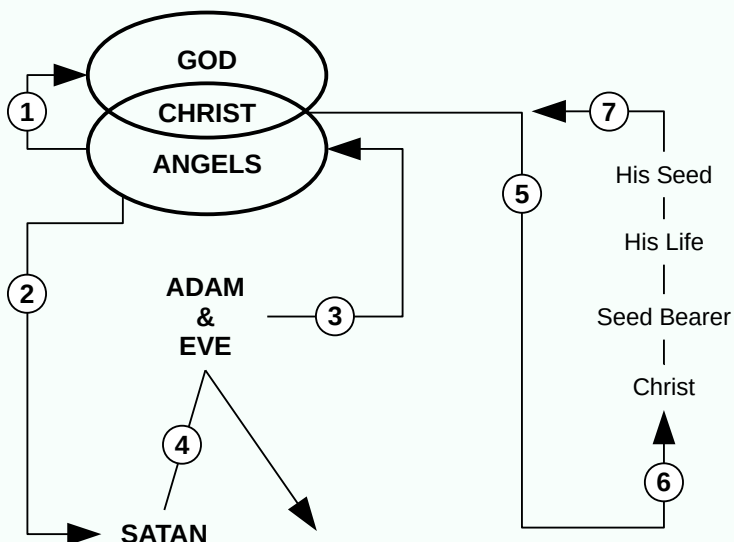 GOD
CHRIST
ANGELS
1
2
ADAM
&
EVE
3
4
SATAN
5
7
His Seed
His Life
Seed Bearer
Christ
6